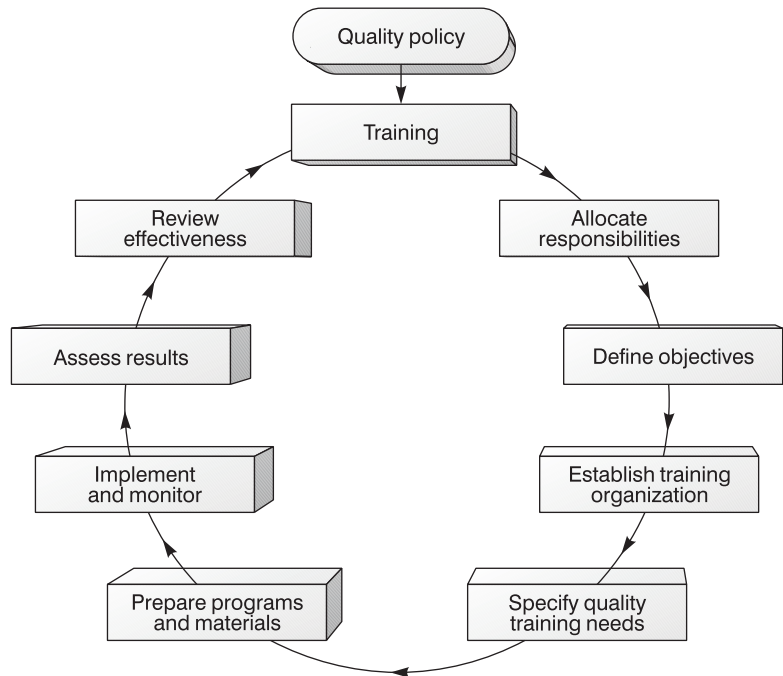 Quality policy
Training
Allocate
responsibilities
Define objectives
Establish training
organization
Specify quality
training needs
Prepare programs
and materials
Implement
and monitor
Assess results
Review
effectiveness